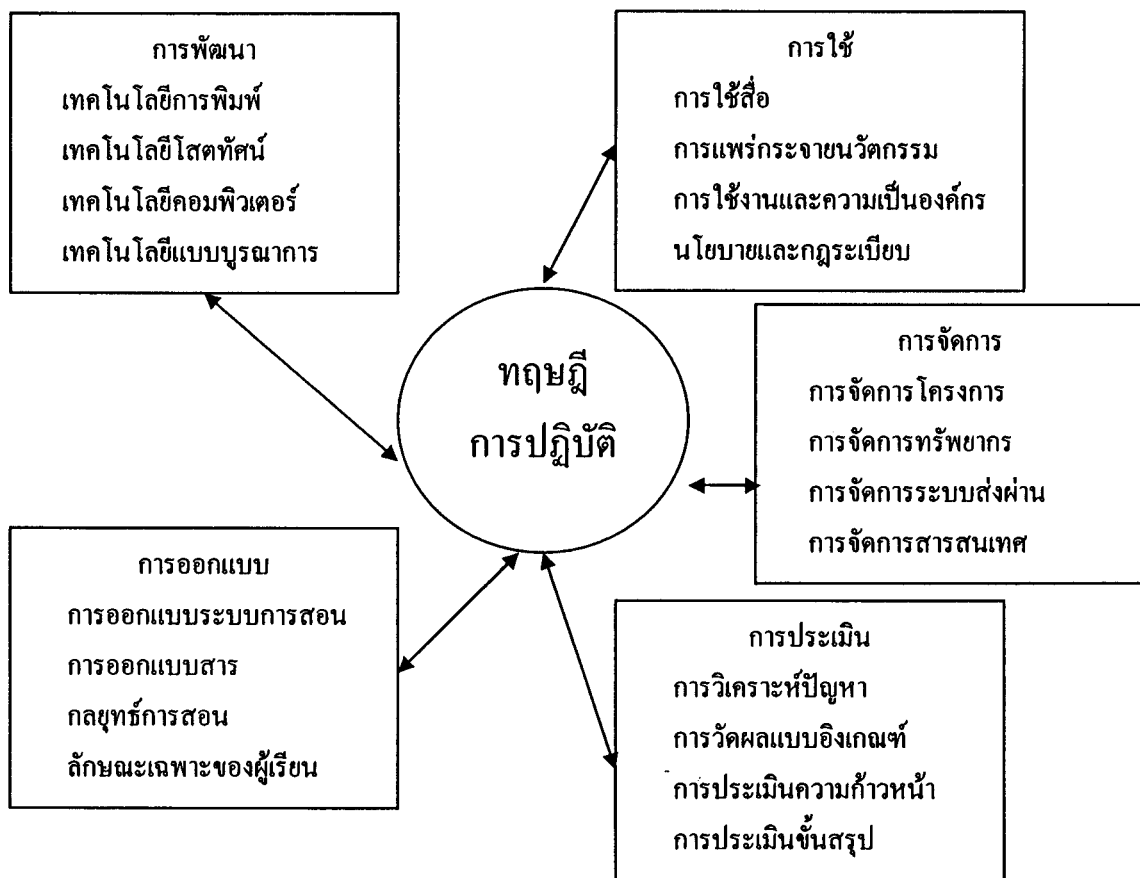 การพัฒนา
เทคโนโลยีการพิมพ์
เทคโนโลยีโสตทัศน์
เทคโนโลยีคอมพิวเตอร์
เทคโนโลยีแบบบูรณาการ
การใช้
การใช้สื่อ
การแพร่กระจายนวัตกรรม
การใช้งานและความเป็นองค์กร
นโยบายและกฎระเบียบ
ทฤษฎี
การปฏิบัติ
การจัดการ
การจัดการโครงการ
การจัดการทรัพยากร
การจัดการระบบส่งผ่าน
การจัดการสารสนเทศ
การออกแบบ
การออกแบบระบบการสอน
การออกแบบสาร
กลยุทธ์การสอน
ลักษณะเฉพาะของผู้เรียน
การประเมิน
การวิเคราะห์ปัญหา
การวัดผลแบบอิงเกณฑ์
การประเมินความก้าวหน้า
การประเมินขั้นสรุป